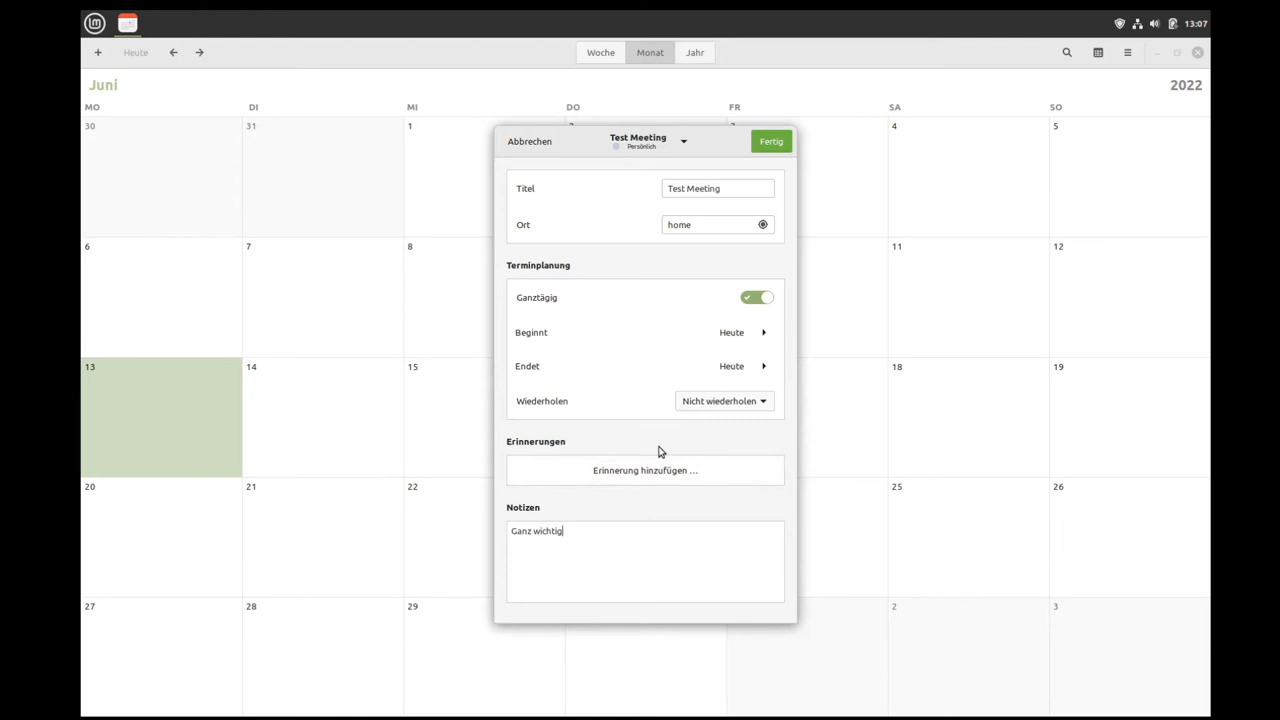 lm 13:07
+ Heute Woche Monat Jahr
Juni 2022
MO DI MI DO FR SA SO
30 31 1 4 5
Abbrechen Test Meeting Fertig
Persönlich
Titel Test Meeting
Ort home
6 7 8 11 12
Terminplanung
Ganztägig
Beginnt Heute
Endet Heute
13 14 15 18 19
Wiederholen Nicht wiederholen
Erinnerungen
Erinnerung hinzufügen ...
20 21 22 25 26
Notizen
Ganz wichtig
27 28 29 2 3